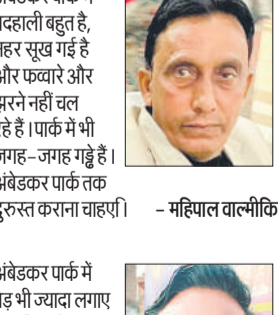 बदहाली बहुत है,
नहर सूख गई है
और फव्वारे और
झरने नहीं चल
रहे हैं। पार्क में भी
जगह-जगह गड्ढे हैं।
अंबेडकर पार्क तक
दुरुस्त कराना चाहएि। - महिपाल वाल्मीकि
अंबेडकर पार्क में
पेड़ भी ज्यादा लगाए